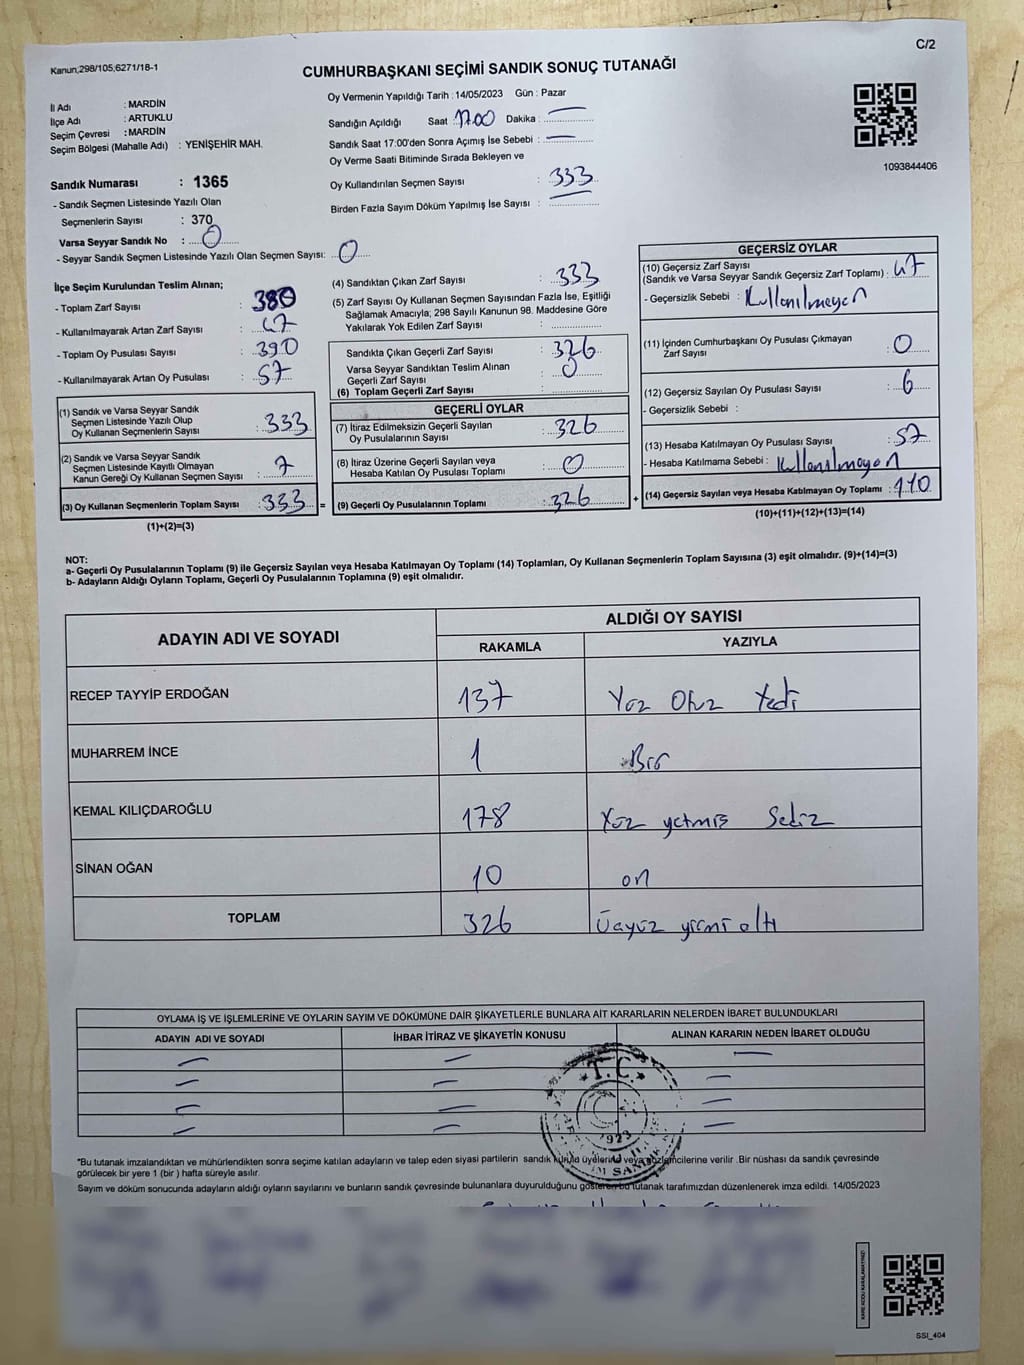 C/2
Kanun;298/105,6271/18-1
CUMHURBAŞKANI SEÇİMİ SANDIK SONUÇ TUTANAĞI
İl Adı : MARDİN
İlçe Adı : ARTUKLU
Seçim Çevresi : MARDİN
Seçim Bölgesi (Mahalle Adı) : YENİŞEHİR MAH.
Oy Vermenin Yapıldığı Tarih :14/05/2023 Gün : Pazar
Sandığın Açıldığı Saat : 17.00 Dakika : —
Sandık Saat 17:00'den Sonra Açımış İse Sebebi : —
Oy Verme Saati Bitiminde Sırada Bekleyen ve
Oy Kullandırılan Seçmen Sayısı : 333
Birden Fazla Sayım Döküm Yapılmış İse Sayısı : —
1093844406
Sandık Numarası : 1365
- Sandık Seçmen Listesinde Yazılı Olan
Seçmenlerin Sayısı : 370
Varsa Seyyar Sandık No : 0
- Seyyar Sandık Seçmen Listesinde Yazılı Olan Seçmen Sayısı: 0
İlçe Seçim Kurulundan Teslim Alınan;
- Toplam Zarf Sayısı : 380
- Kullanılmayarak Artan Zarf Sayısı : 47
- Toplam Oy Pusulası Sayısı : 390
- Kullanılmayarak Artan Oy Pusulası : 57
(1) Sandık ve Varsa Seyyar Sandık
Seçmen Listesinde Yazılı Olup
Oy Kullanan Seçmenlerin Sayısı : 333
(2) Sandık ve Varsa Seyyar Sandık
Seçmen Listesinde Kayıtlı Olmayan
Kanun Gereği Oy Kullanan Seçmen Sayısı : 7
(3) Oy Kullanan Seçmenlerin Toplam Sayısı : 333 =
(1)+(2)=(3)
(4) Sandıktan Çıkan Zarf Sayısı : 333
(5) Zarf Sayısı Oy Kullanan Seçmen Sayısından Fazla İse, Eşitliği
Sağlamak Amacıyla; 298 Sayılı Kanunun 98. Maddesine Göre
Yakılarak Yok Edilen Zarf Sayısı :
Sandıkta Çıkan Geçerli Zarf Sayısı : 326
Varsa Seyyar Sandıktan Teslim Alınan
Geçerli Zarf Sayısı : 0
(6) Toplam Geçerli Zarf Sayısı :
GEÇERLİ OYLAR
(7) İtiraz Edilmeksizin Geçerli Sayılan
Oy Pusulalarının Sayısı : 326
(8) İtiraz Üzerine Geçerli Sayılan veya
Hesaba Katılan Oy Pusulası Toplamı : 0
(9) Geçerli Oy Pusulalarının Toplamı : 326 +
GEÇERSİZ OYLAR
(10) Geçersiz Zarf Sayısı
(Sandık ve Varsa Seyyar Sandık Geçersiz Zarf Toplamı) : 47
- Geçersizlik Sebebi : Kullanılmayan
(11) İçinden Cumhurbaşkanı Oy Pusulası Çıkmayan
Zarf Sayısı : 0
(12) Geçersiz Sayılan Oy Pusulası Sayısı : 6
- Geçersizlik Sebebi :
(13) Hesaba Katılmayan Oy Pusulası Sayısı : 57
- Hesaba Katılmama Sebebi : Kullanılmayan
(14) Geçersiz Sayılan veya Hesaba Katılmayan Oy Toplamı : 110
(10)+(11)+(12)+(13)=(14)
NOT:
a- Geçerli Oy Pusulalarının Toplamı (9) ile Geçersiz Sayılan veya Hesaba Katılmayan Oy Toplamı (14) Toplamları, Oy Kullanan Seçmenlerin Toplam Sayısına (3) eşit olmalıdır. (9)+(14)=(3)
b- Adayların Aldığı Oyların Toplamı, Geçerli Oy Pusulalarının Toplamına (9) eşit olmalıdır.
ADAYIN ADI VE SOYADI ALDIĞI OY SAYISI
RAKAMLA YAZIYLA
RECEP TAYYİP ERDOĞAN 137 Yüz Otuz Yedi
MUHARREM İNCE 1 Bir
KEMAL KILIÇDAROĞLU 178 Yüz yetmiş Sekiz
SİNAN OĞAN 10 on
TOPLAM 326 Üçyüz yirmi altı
OYLAMA İŞ VE İŞLEMLERİNE VE OYLARIN SAYIM VE DÖKÜMÜNE DAİR ŞİKAYETLERLE BUNLARA AİT KARARLARIN NELERDEN İBARET BULUNDUKLARI
ADAYIN ADI VE SOYADI İHBAR İTİRAZ VE ŞİKAYETİN KONUSU ALINAN KARARIN NEDEN İBARET OLDUĞU
— — —
— — —
— — —
— — —
T.C.
1923
*Bu tutanak imzalandıktan ve mühürlendikten sonra seçime katılan adayların ve talep eden siyasi partilerin sandık kurulu üyelerine veya gözlemcilerine verilir .Bir nüshası da sandık çevresinde
görülecek bir yere 1 (bir ) hafta süreyle asılır.
Sayım ve döküm sonucunda adayların aldığı oyların sayılarını ve bunların sandık çevresinde bulunanlara duyurulduğunu gösteren bu tutanak tarafımızdan düzenlenerek imza edildi. 14/05/2023
KARE KODU KARALAMAYINIZ!
SSI_404